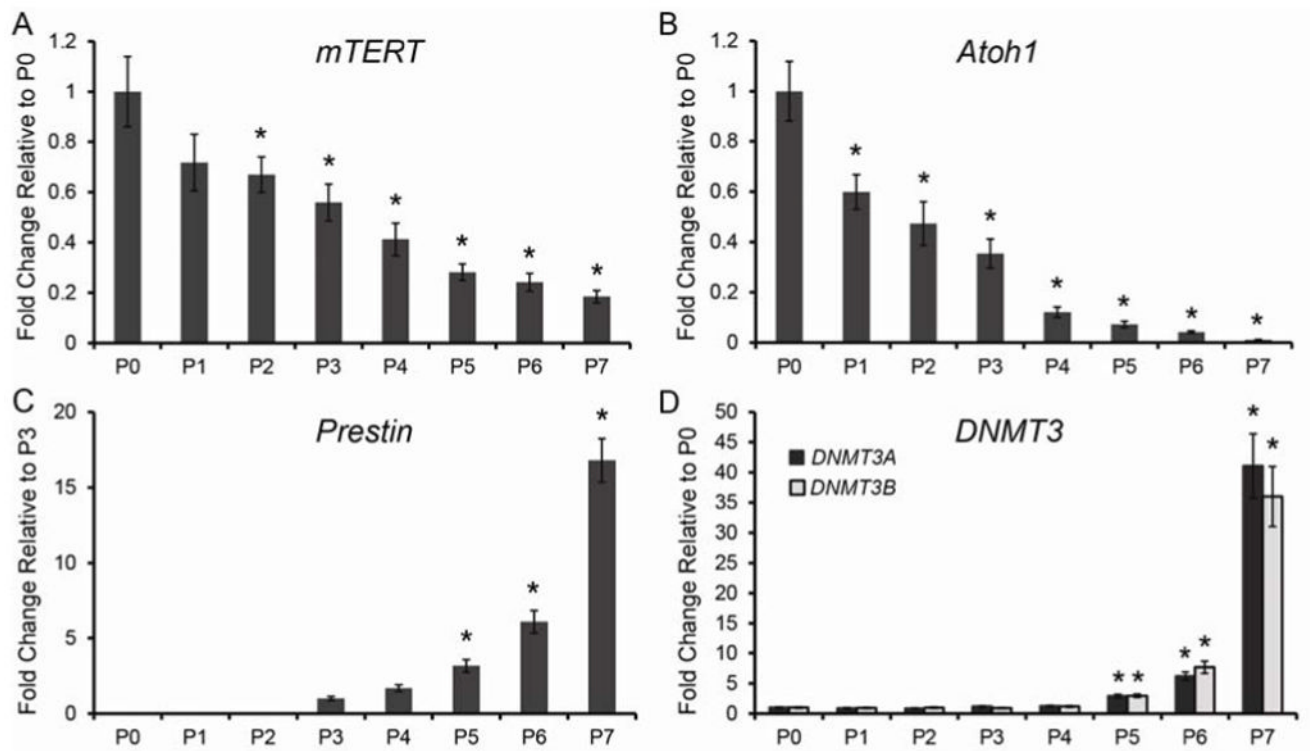 A
mTERT
Fold Change Relative to P0
1.2
1
0.8
0.6
0.4
0.2
0
P0 P1 P2 P3 P4 P5 P6 P7
* * * * * *
B
Atoh1
Fold Change Relative to P0
1.2
1
0.8
0.6
0.4
0.2
0
P0 P1 P2 P3 P4 P5 P6 P7
* * * * * * *
C
Prestin
Fold Change Relative to P3
20
15
10
5
0
P0 P1 P2 P3 P4 P5 P6 P7
* * *
D
DNMT3
DNMT3A
DNMT3B
Fold Change Relative to P0
50
45
40
35
30
25
20
15
10
5
0
P0 P1 P2 P3 P4 P5 P6 P7
* * * * * *